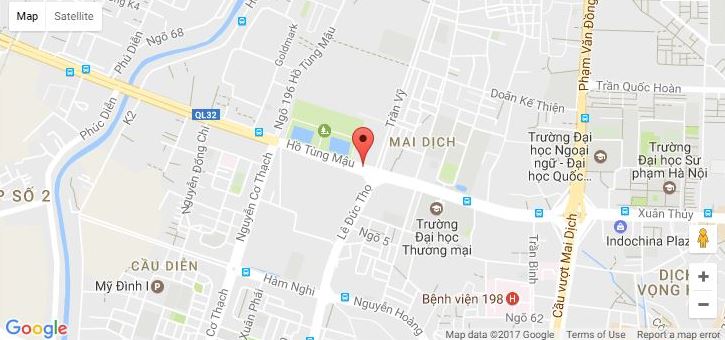 Map
Satellite
Ngõ 68
Phú Diễn
Goldmark
Ngõ 196 Hồ Tùng Mậu
Phạm Văn Đồng
Trần Quốc Hoàn
Doãn Kế Thiện
Trần Vỹ
QL32
Phúc Diễn
K2
MAI DỊCH
Trường Đại
học Ngoại
ngữ - Đại
học Quốc...
Trường
Đại học Sư
phạm Hà Nội
Nguyễn Đổng Chi
Hồ Tùng Mậu
Nguyễn Cơ Thạch
P SỐ 2
Lê Đức Thọ
Trường
Đại học
Thương mại
Xuân Thủy
Ngõ 5
Indochina Plaz
CẦU DIỄN
Mỹ Đình I
Hàm Nghi
Trần Bình
Cầu vượt Mai Dịch
DỊCH
VỌNG H
Cơ Thạch
Xuân Phái
Nguyễn Hoàng
Bệnh viện 198
Ngõ 62
Google
Map data ©2017 Google
Terms of Use
Report a map error